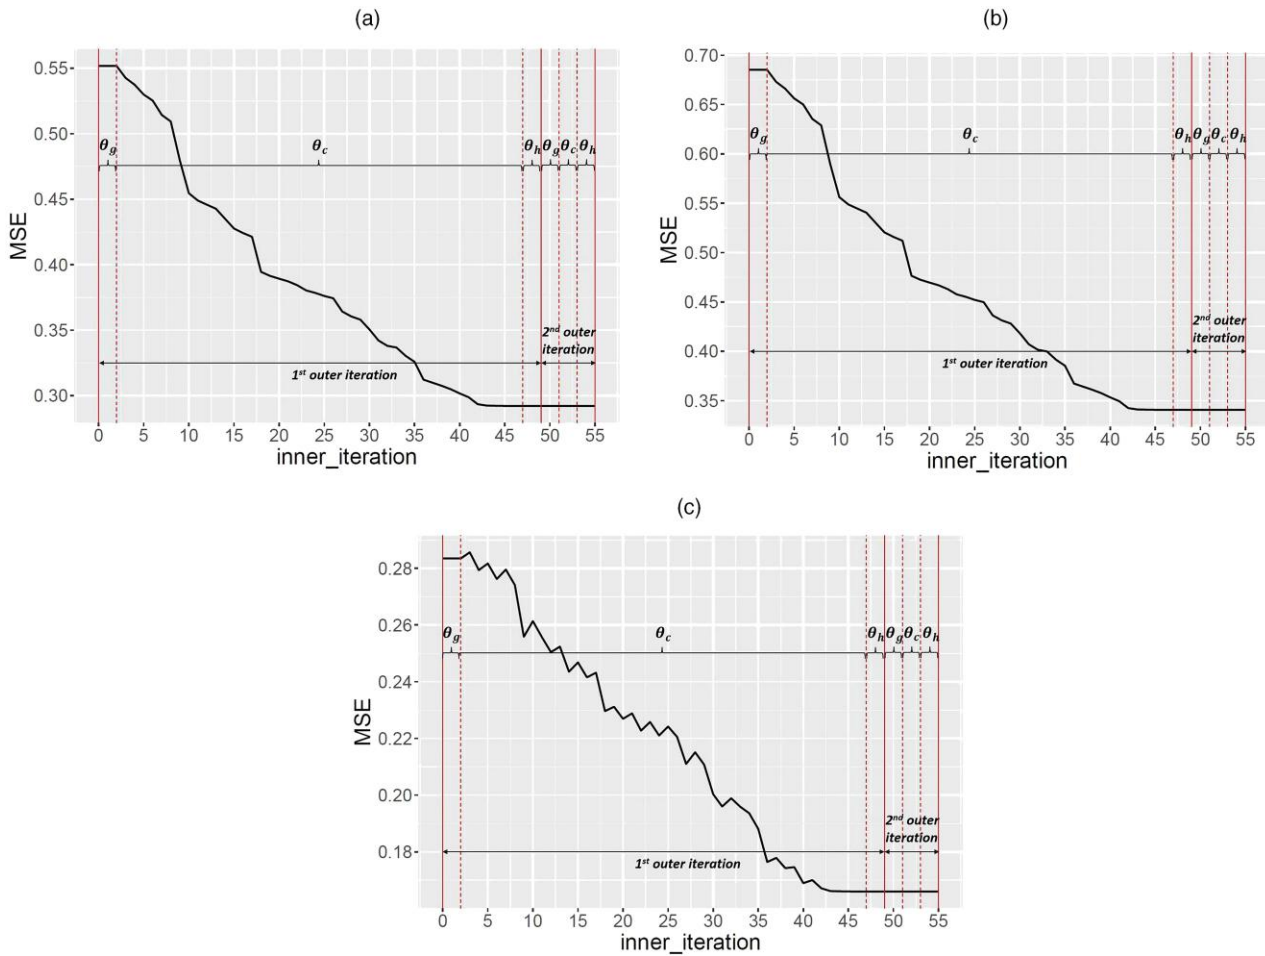 (a)
0.55
0.50
0.45
0.40
0.35
0.30
MSE
θg
θc
θh θg θc θh
2nd outer
iteration
1st outer iteration
0 5 10 15 20 25 30 35 40 45 50 55
inner_iteration
(b)
0.70
0.65
0.60
0.55
0.50
0.45
0.40
0.35
MSE
θg
θc
θh θg θc θh
2nd outer
iteration
1st outer iteration
0 5 10 15 20 25 30 35 40 45 50 55
inner_iteration
(c)
0.28
0.26
0.24
0.22
0.20
0.18
MSE
θg
θc
θh θg θc θh
2nd outer
iteration
1st outer iteration
0 5 10 15 20 25 30 35 40 45 50 55
inner_iteration